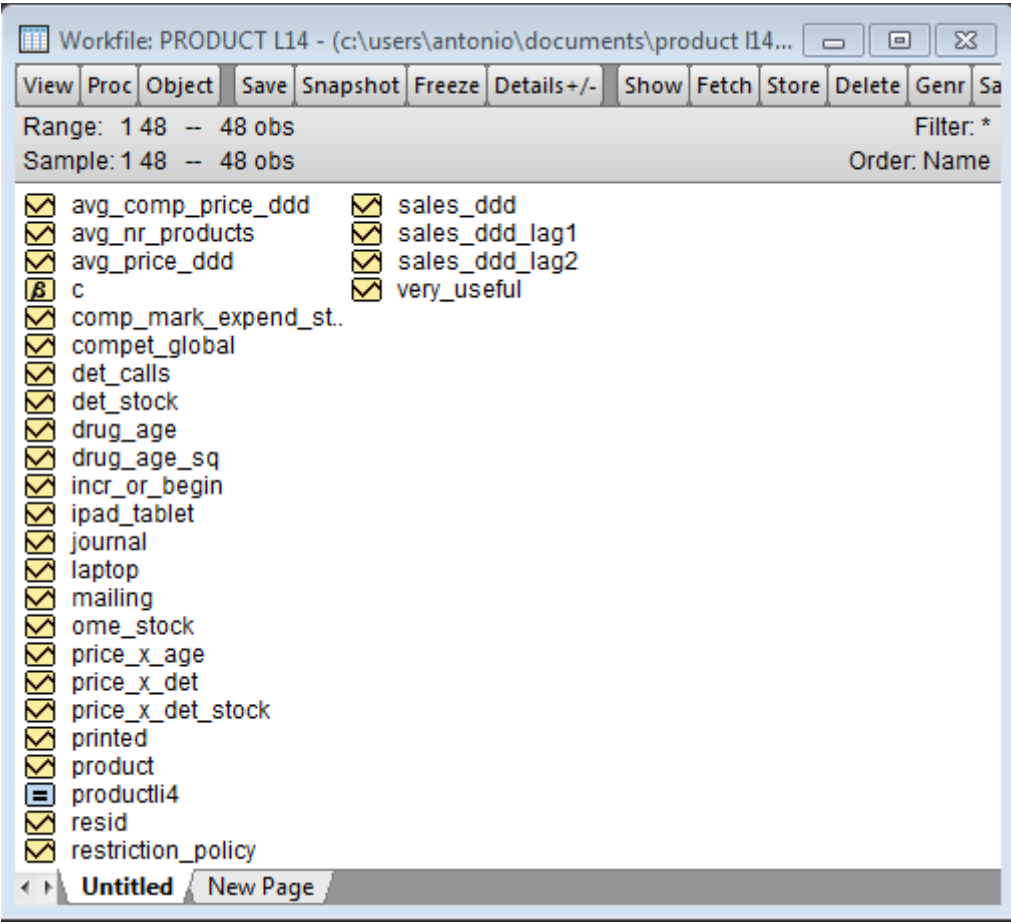 Workfile: PRODUCT L14 - (c:\users\antonio\documents\product l14...
View Proc Object Save Snapshot Freeze Details+/- Show Fetch Store Delete Genr Sa
Range: 1 48 -- 48 obs Filter: *
Sample: 1 48 -- 48 obs Order: Name
avg_comp_price_ddd
avg_nr_products
avg_price_ddd
β c
comp_mark_expend_st..
compet_global
det_calls
det_stock
drug_age
drug_age_sq
incr_or_begin
ipad_tablet
journal
laptop
mailing
ome_stock
price_x_age
price_x_det
price_x_det_stock
printed
product
productli4
resid
restriction_policy
sales_ddd
sales_ddd_lag1
sales_ddd_lag2
very_useful
Untitled New Page